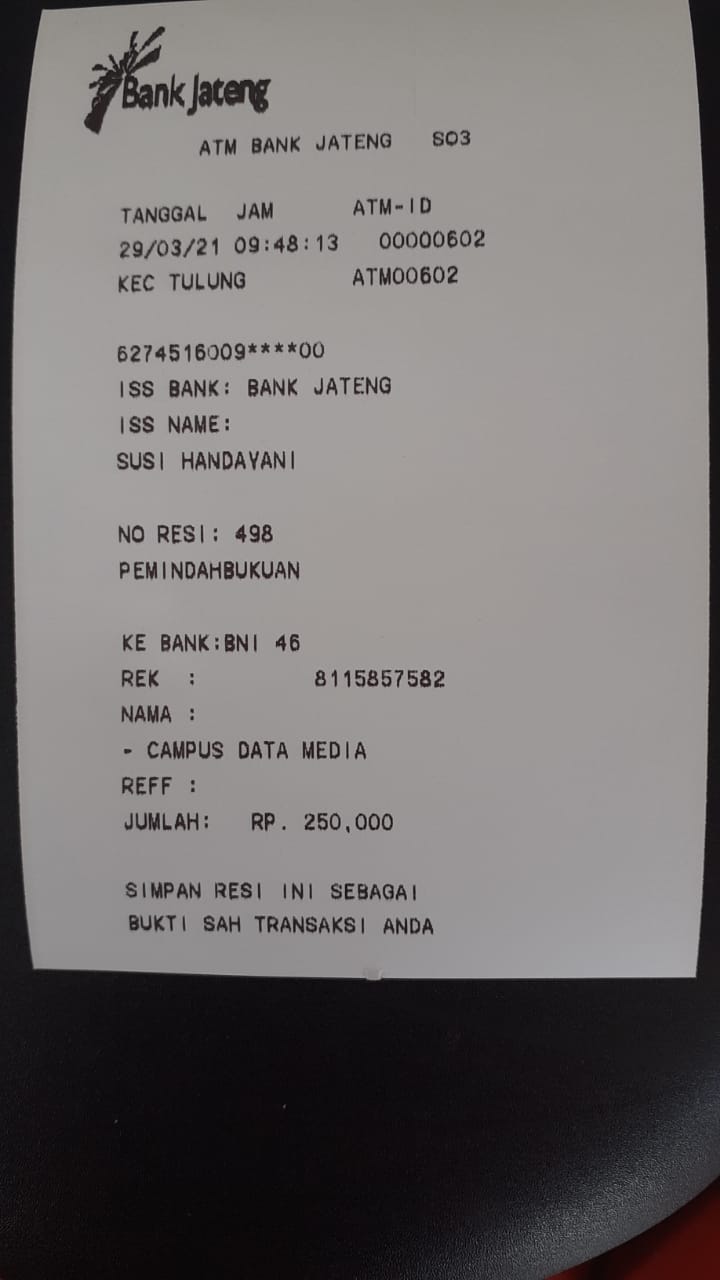 Bank Jateng
ATM BANK JATENG S03
TANGGAL JAM ATM-ID
29/03/21 09:48:13 00000602
KEC TULUNG ATM00602
6274516009****00
ISS BANK: BANK JATENG
ISS NAME:
SUSI HANDAYANI
NO RESI: 498
PEMINDAHBUKUAN
KE BANK:BNI 46
REK : 8115857582
NAMA :
- CAMPUS DATA MEDIA
REFF :
JUMLAH: RP. 250,000
SIMPAN RESI INI SEBAGAI
BUKTI SAH TRANSAKSI ANDA